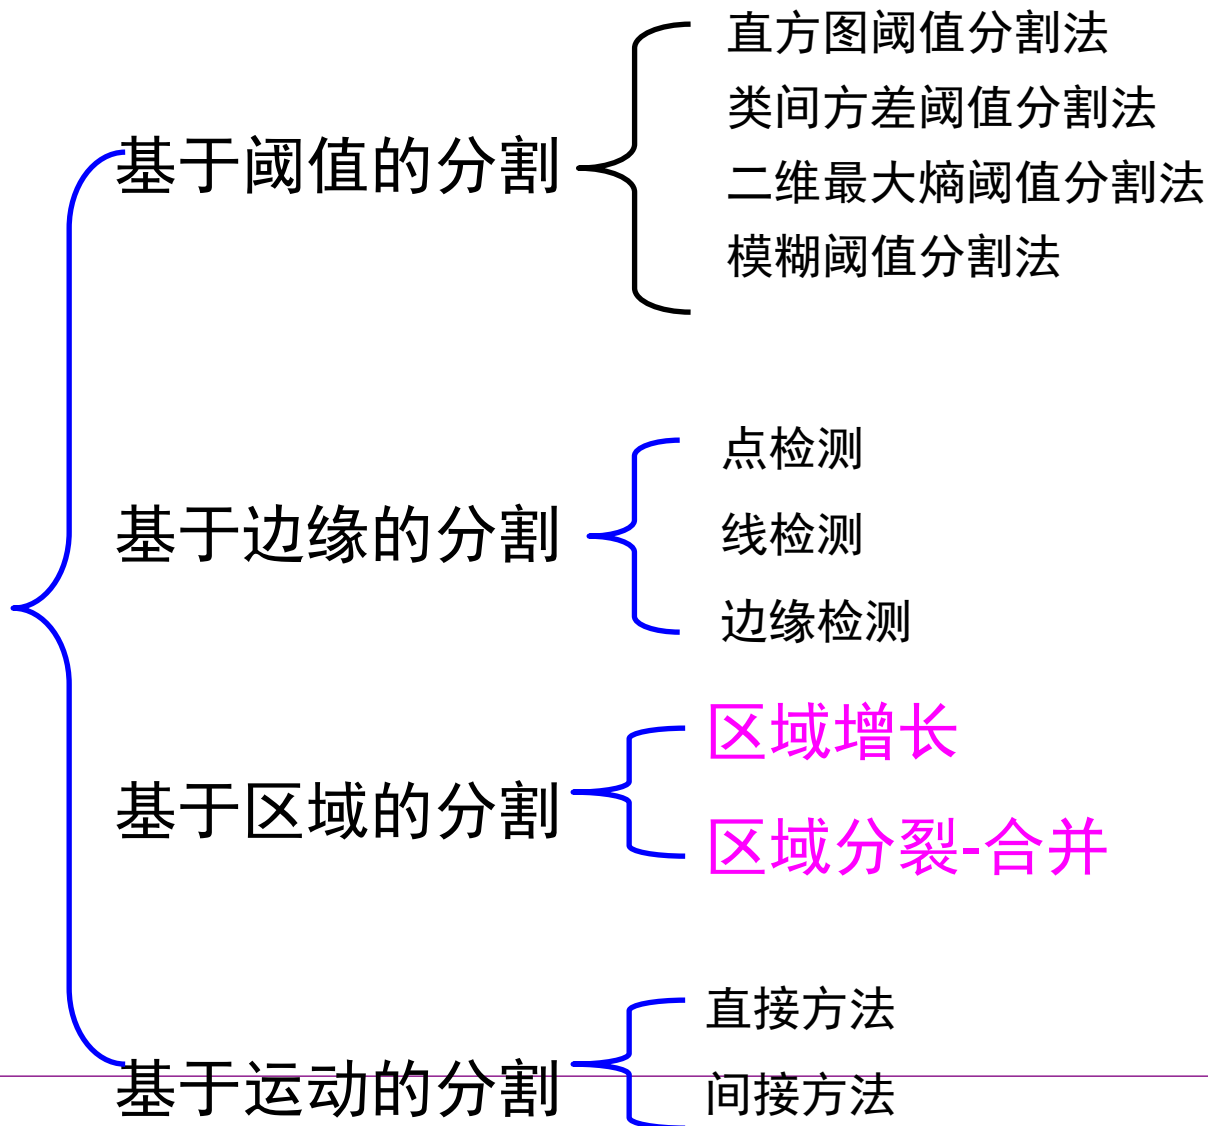 基于阈值的分割
直方图阈值分割法
类间方差阈值分割法
二维最大熵阈值分割法
模糊阈值分割法
基于边缘的分割
点检测
线检测
边缘检测
基于区域的分割
区域增长
区域分裂-合并
基于运动的分割
直接方法
间接方法